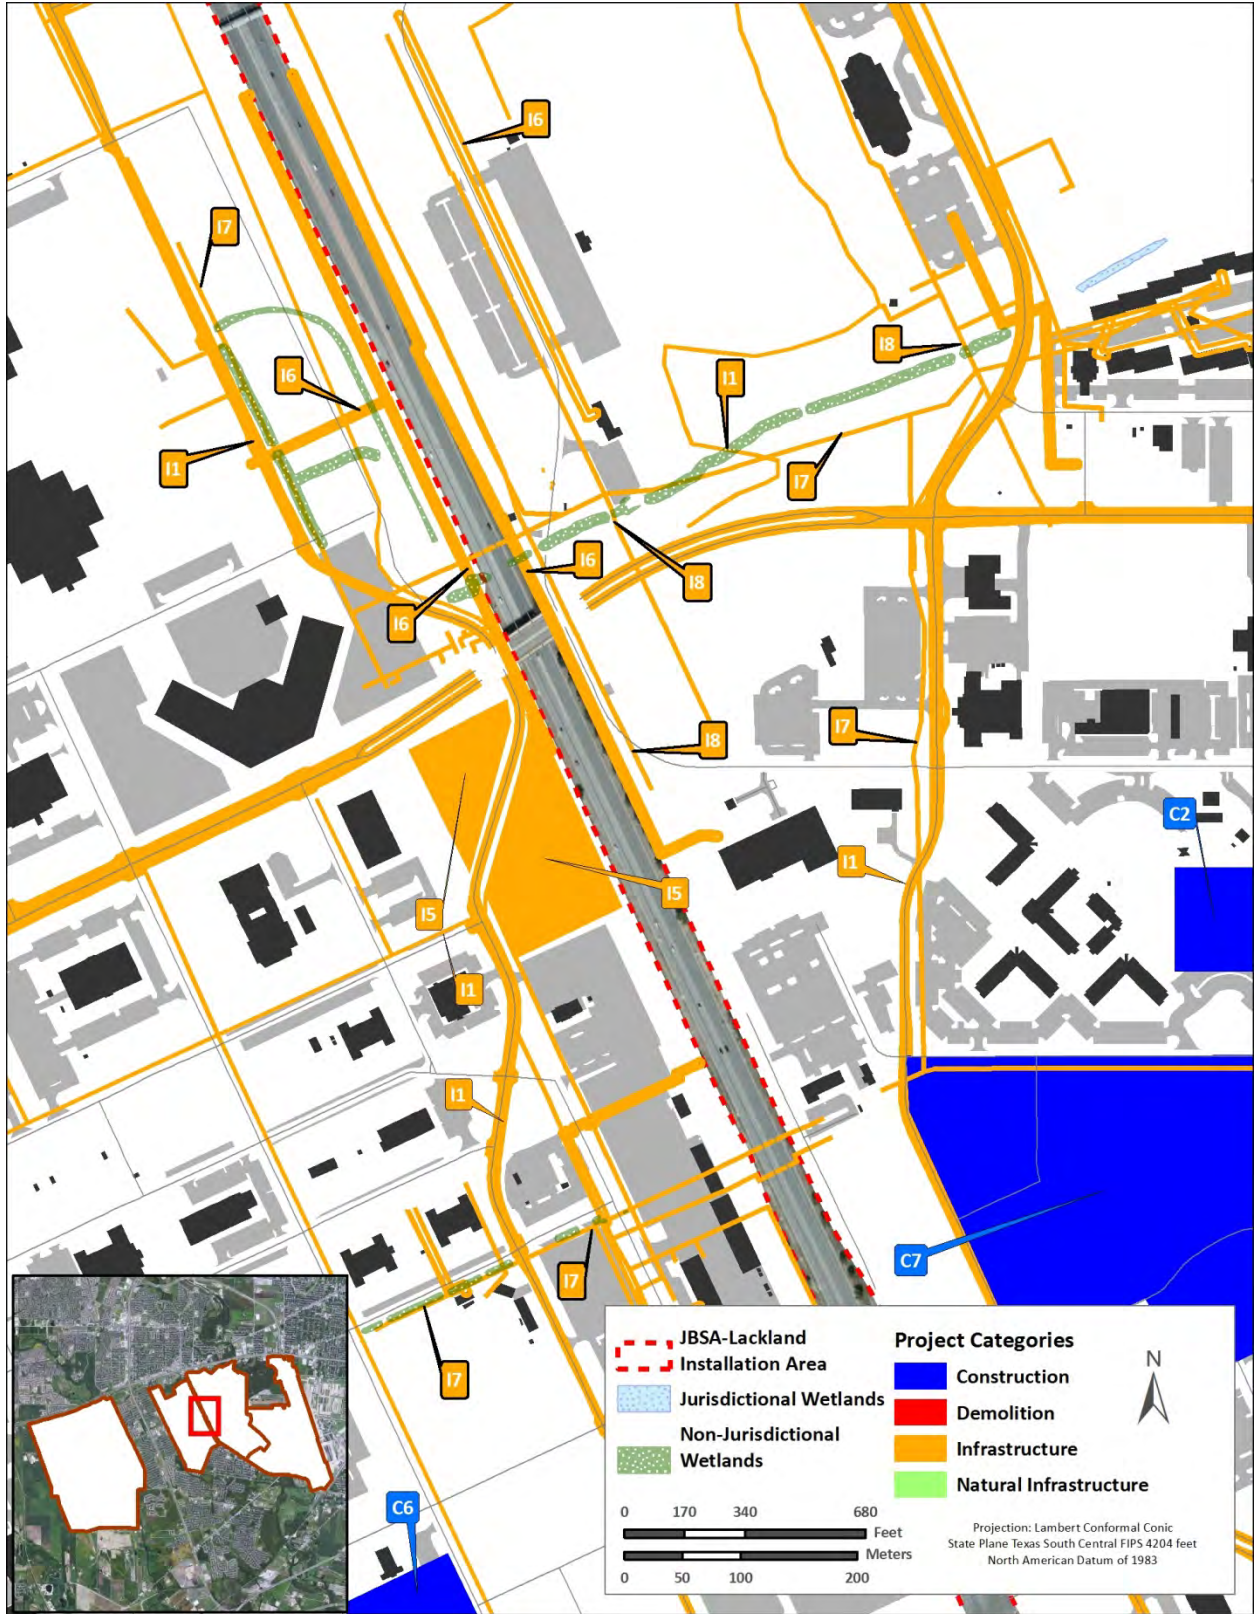 I6
I7
I8
I1
I6
I1
I7
I6
I8
I6
I8
I7
C2
I1
I5
I5
I1
I1
C7
I7
I7
C6
JBSA-Lackland
Installation Area
Jurisdictional Wetlands
Non-Jurisdictional
Wetlands
Project Categories
Construction
Demolition
Infrastructure
Natural Infrastructure
N
0 170 340 680
Feet
Meters
0 50 100 200
Projection: Lambert Conformal Conic
State Plane Texas South Central FIPS 4204 feet
North American Datum of 1983